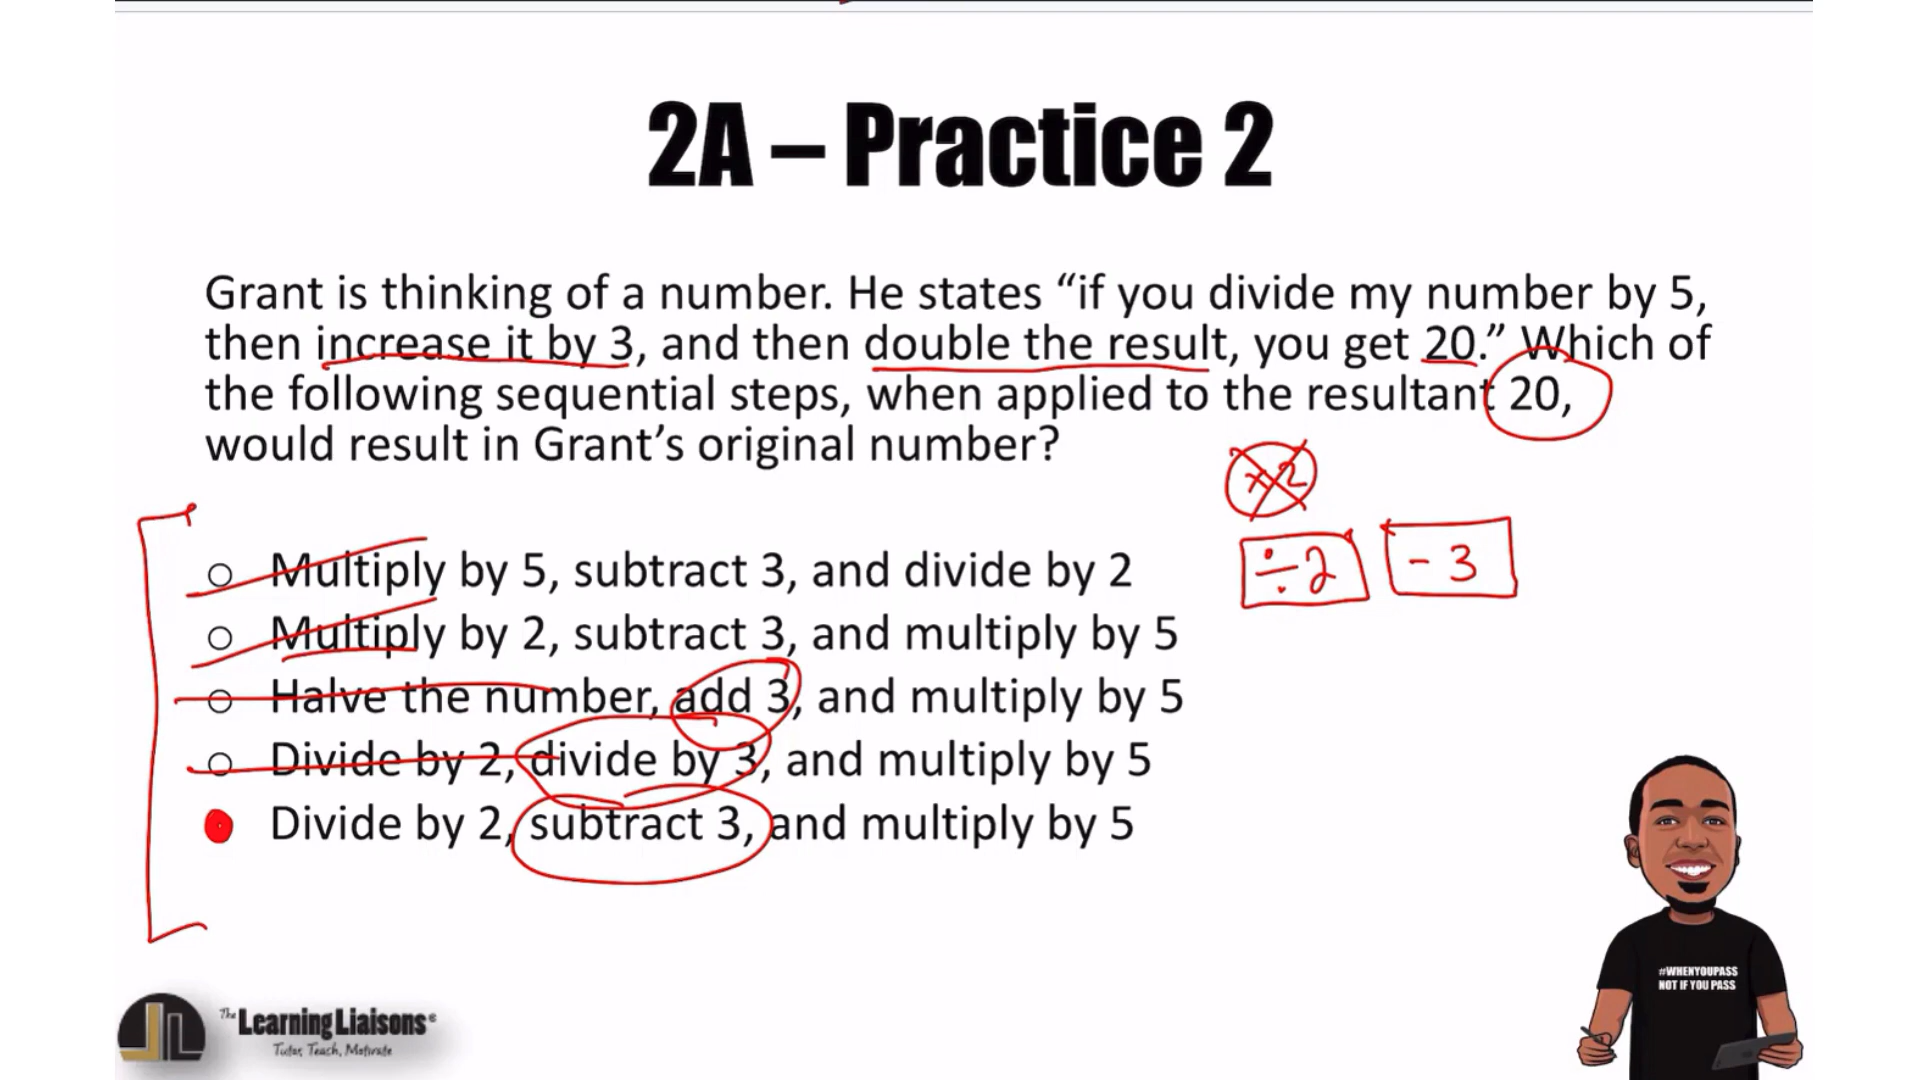 2A – Practice 2
Grant is thinking of a number. He states “if you divide my number by 5,
then increase it by 3, and then double the result, you get 20.” Which of
the following sequential steps, when applied to the resultant 20,
would result in Grant’s original number?
×2
÷2 -3
Multiply by 5, subtract 3, and divide by 2
Multiply by 2, subtract 3, and multiply by 5
Halve the number, add 3, and multiply by 5
Divide by 2, divide by 3, and multiply by 5
Divide by 2, subtract 3, and multiply by 5
#WHENYOUPASS
NOT IF YOU PASS
The Learning Liaisons®
Tutor, Teach, Motivate